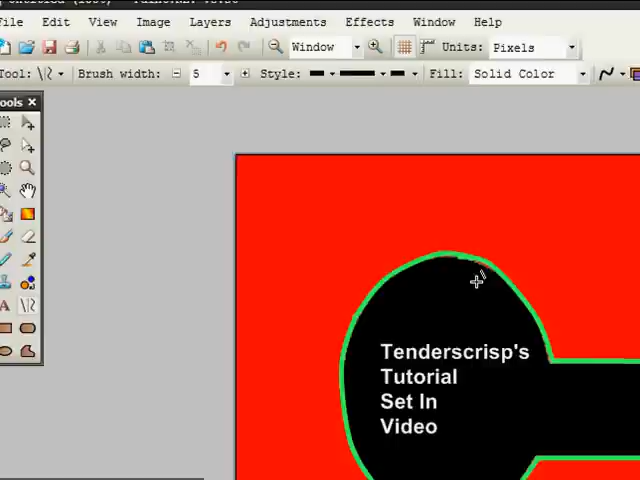 File Edit View Image Layers Adjustments Effects Window Help
Window Units: Pixels
Tool: Brush width: 5 Style: Fill: Solid Color
Tools
Tenderscrisp's
Tutorial
Set In
Video